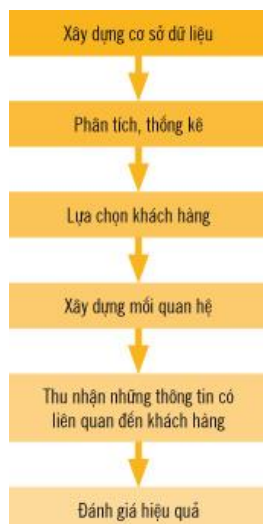 Xây dựng cơ sở dữ liệu
Phân tích, thống kê
Lựa chọn khách hàng
Xây dựng mối quan hệ
Thu nhận những thông tin có
liên quan đến khách hàng
Đánh giá hiệu quả